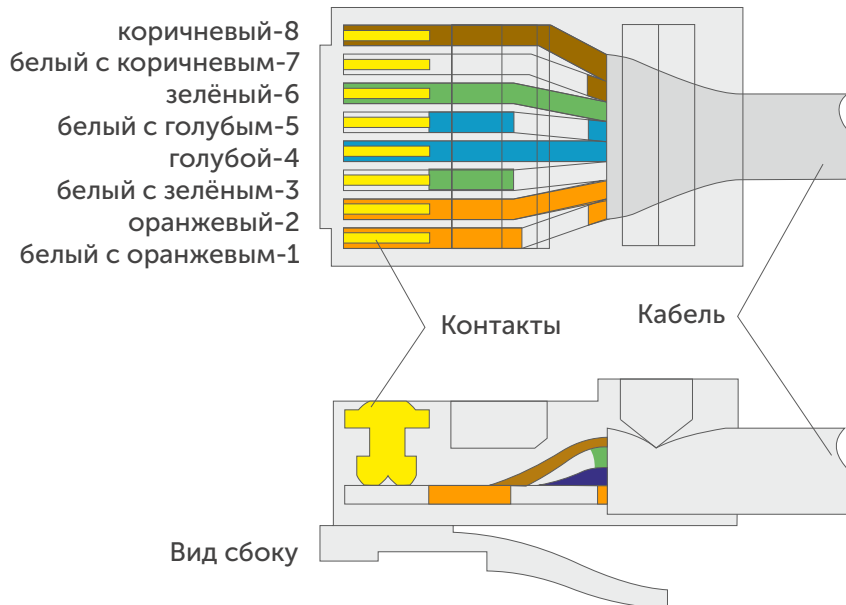 коричневый-8
белый с коричневым-7
зелёный-6
белый с голубым-5
голубой-4
белый с зелёным-3
оранжевый-2
белый с оранжевым-1
Контакты
Кабель
Вид сбоку